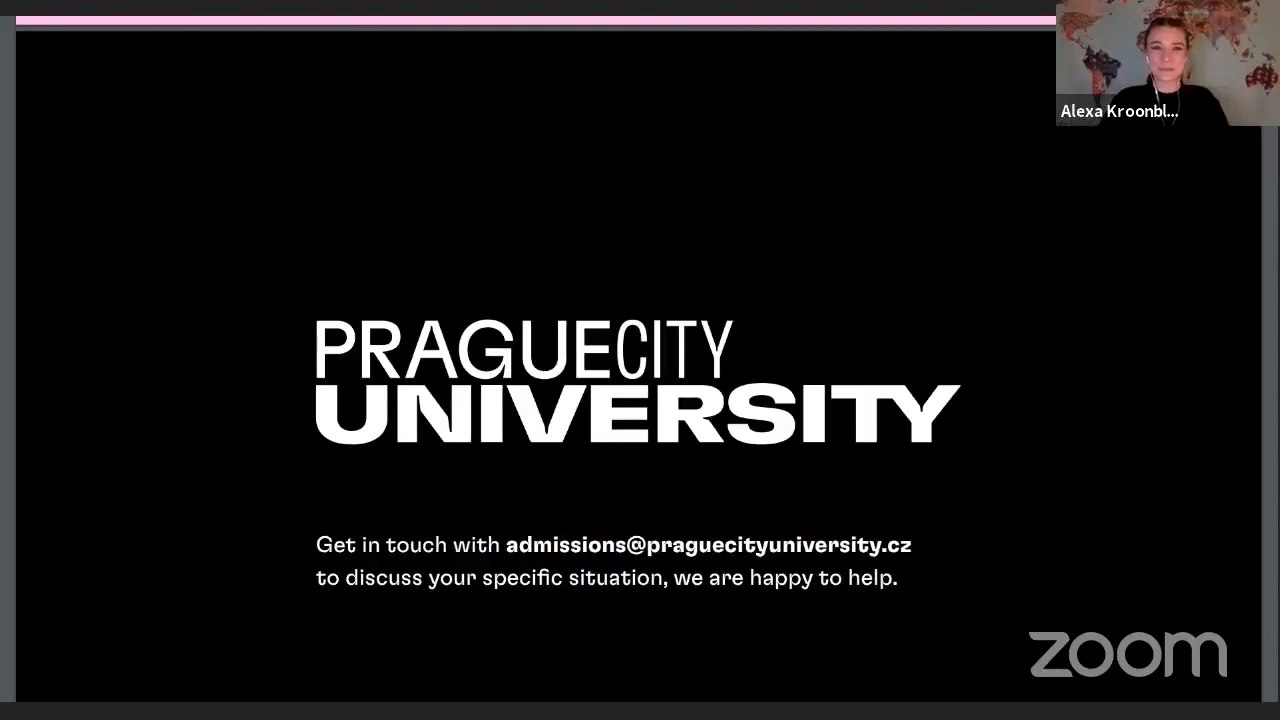 Alexa Kroonbl...
PRAGUECITY
UNIVERSITY
Get in touch with admissions@praguecityuniversity.cz
to discuss your specific situation, we are happy to help.
zoom